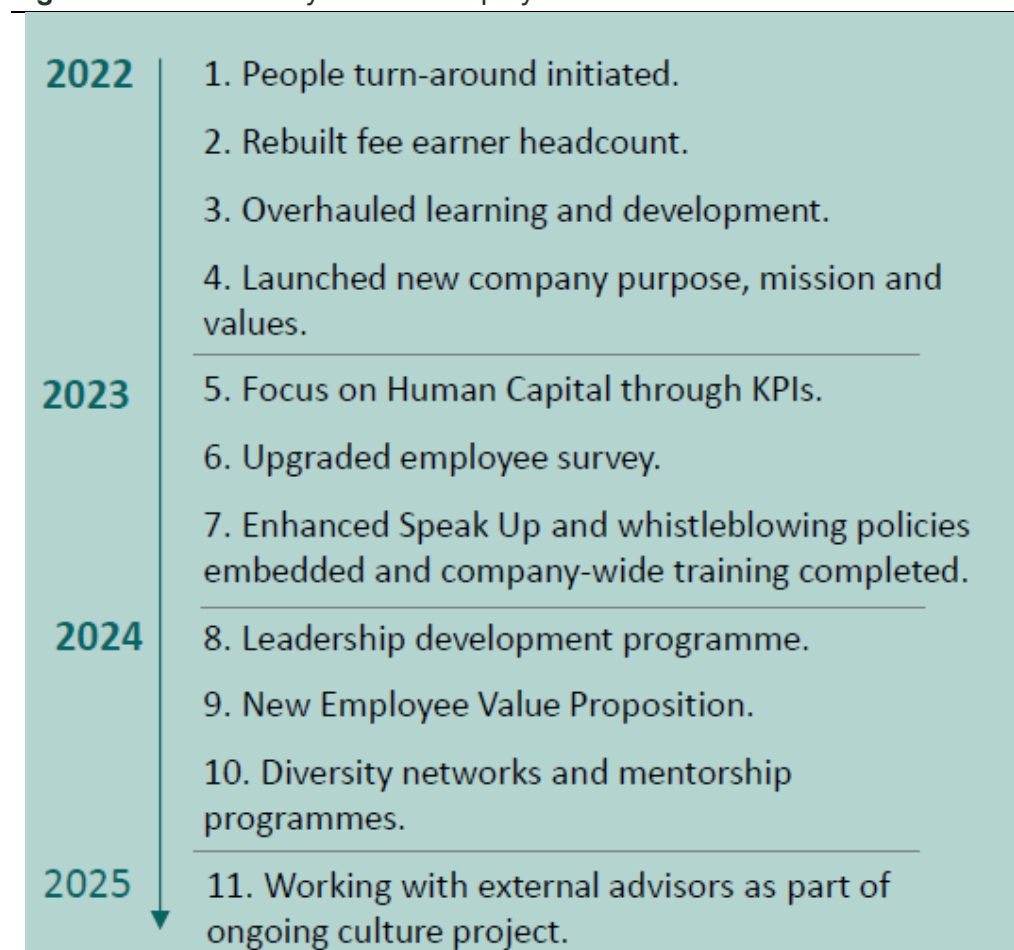 2022
1. People turn-around initiated.
2. Rebuilt fee earner headcount.
3. Overhauled learning and development.
4. Launched new company purpose, mission and
values.
2023
5. Focus on Human Capital through KPIs.
6. Upgraded employee survey.
7. Enhanced Speak Up and whistleblowing policies
embedded and company-wide training completed.
2024
8. Leadership development programme.
9. New Employee Value Proposition.
10. Diversity networks and mentorship
programmes.
2025
11. Working with external advisors as part of
ongoing culture project.